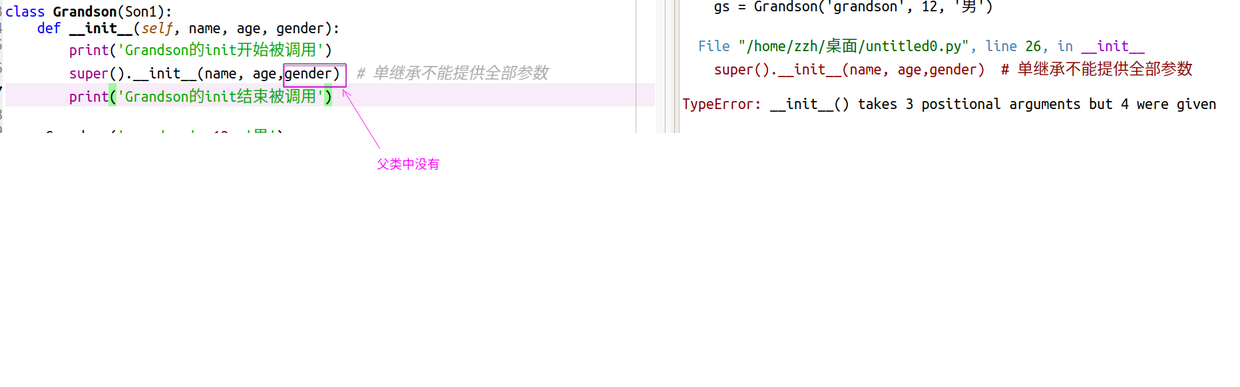 class Grandson(Son1):
def __init__(self, name, age, gender):
print('Grandson的init开始被调用')
super().__init__(name, age,gender)  # 单继承不能提供全部参数
print('Grandson的init结束被调用')
父类中没有
gs = Grandson('grandson', 12, '男')
File "/home/zzh/桌面/untitled0.py", line 26, in __init__
super().__init__(name, age,gender)  # 单继承不能提供全部参数
TypeError: __init__() takes 3 positional arguments but 4 were given